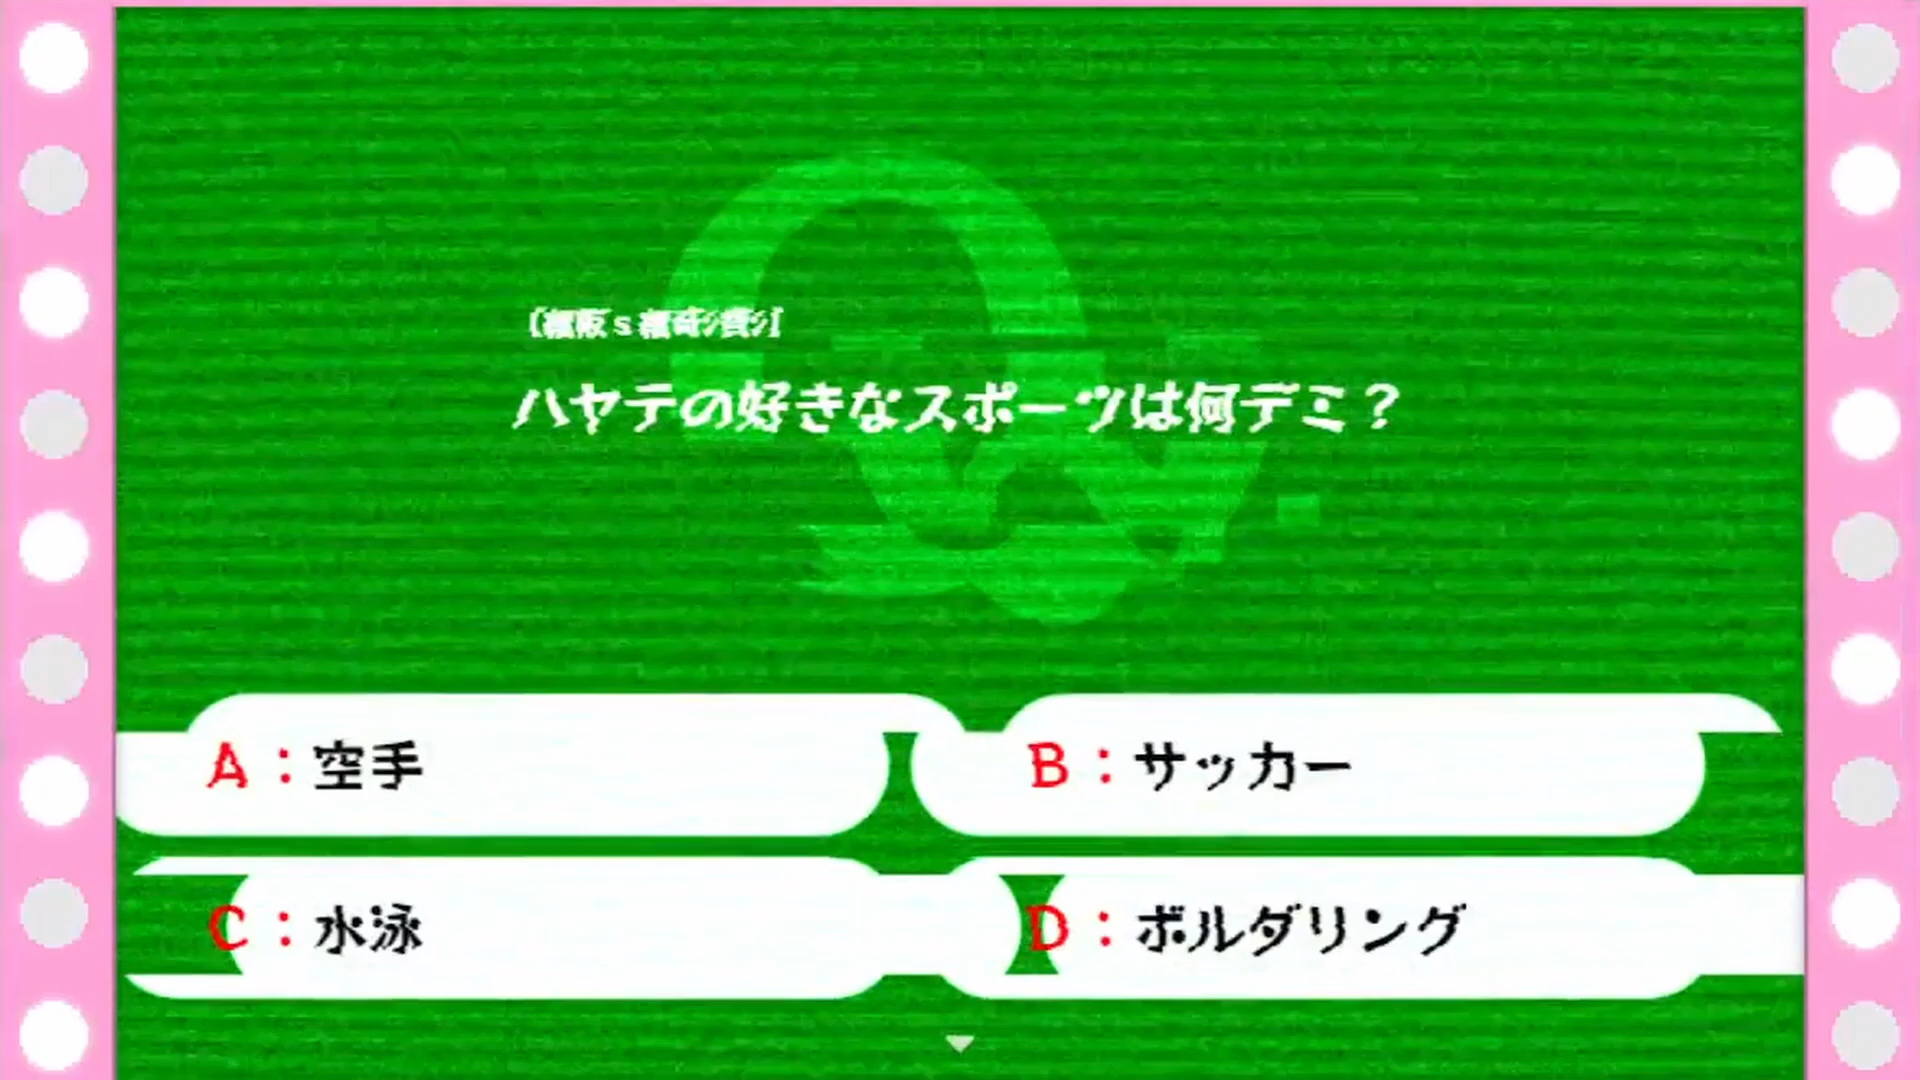 ハヤテの好きなスポーツは何デミ？
A：空手
B：サッカー
C：水泳
D：ボルダリング